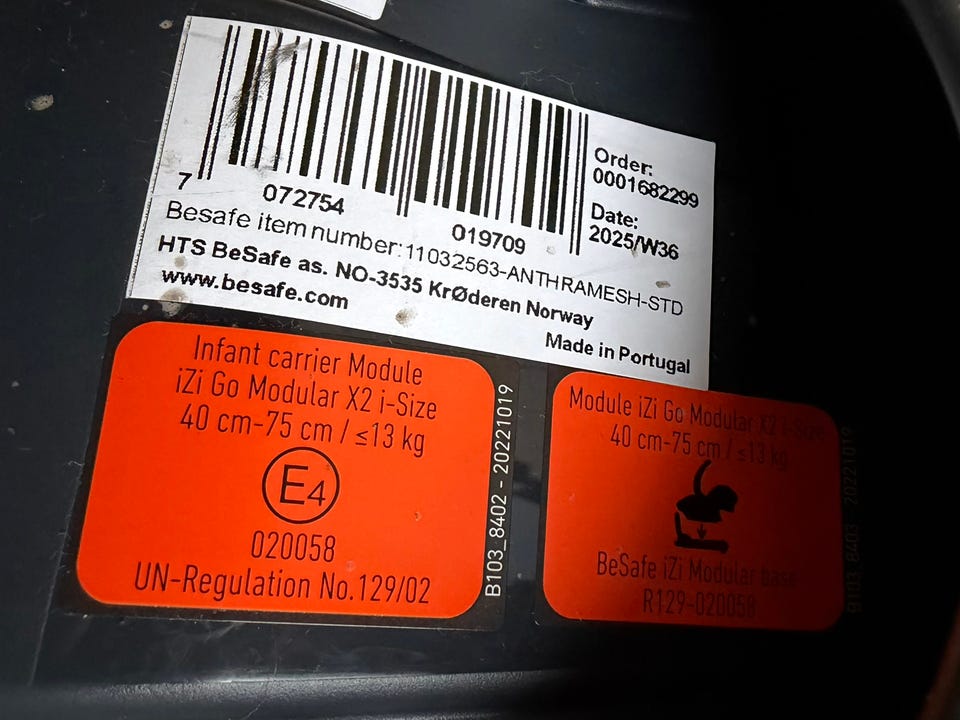 Order:
0001682299
Date:
2025/W36
7 072754 019709
Besafe item number:11032563-ANTHRAMESH-STD
HTS BeSafe as. NO-3535 KrØderen Norway
www.besafe.com
Made in Portugal
Infant carrier Module
iZi Go Modular X2 i-Size
40 cm-75 cm / ≤13 kg
E4
020058
UN-Regulation No.129/02
B103_8402 - 20221019
Module iZi Go Modular X2 i-Size
40 cm-75 cm / ≤13 kg
BeSafe iZi Modular base
R129-020058
B103_8403 - 20221019